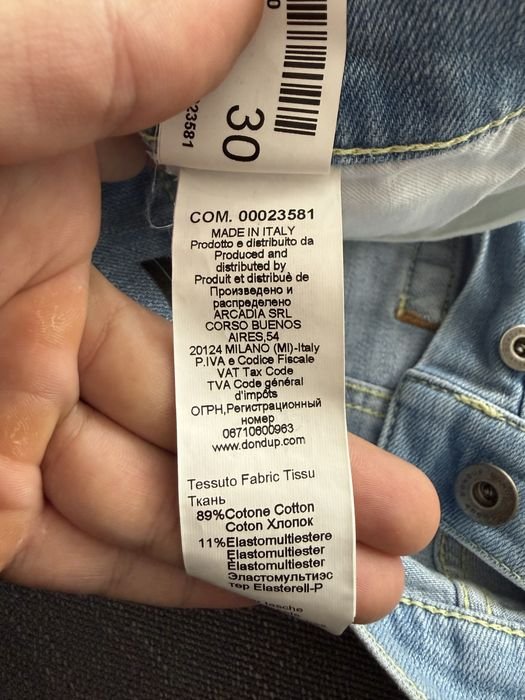 23581
30
COM. 00023581
MADE IN ITALY
Prodotto e distribuito da
Produced and
distributed by
Produit et distribuè de
Произведено и
распределено
ARCADIA SRL
CORSO BUENOS
AIRES,54
20124 MILANO (MI)-Italy
P.IVA e Codice Fiscale
VAT Tax Code
TVA Code général
d'impôts
ОГРН,Регистрационный
номер
06710600963
www.dondup.com
Tessuto Fabric Tissu
Ткань
89%Cotone Cotton
Coton Хлопок
11%Elastomultiestere
Elastomultiester
Élastomultiester
Эластомультиэс
тер Elasterell-P
tasche